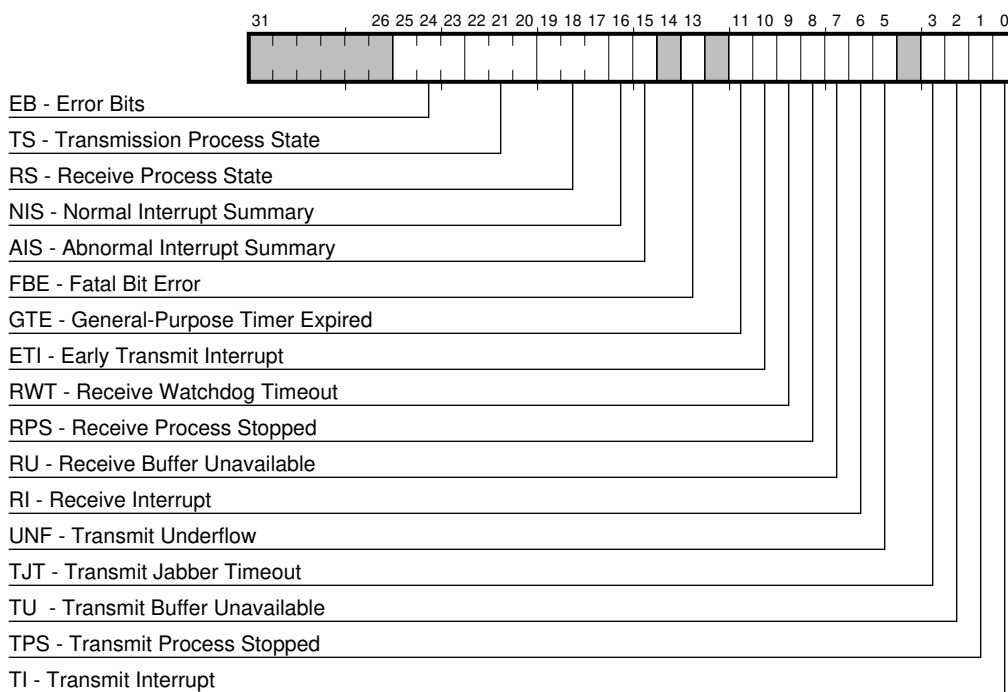 31 26 25 24 23 22 21 20 19 18 17 16 15 14 13 11 10 9 8 7 6 5 3 2 1 0
EB - Error Bits
TS - Transmission Process State
RS - Receive Process State
NIS - Normal Interrupt Summary
AIS - Abnormal Interrupt Summary
FBE - Fatal Bit Error
GTE - General-Purpose Timer Expired
ETI - Early Transmit Interrupt
RWT - Receive Watchdog Timeout
RPS - Receive Process Stopped
RU - Receive Buffer Unavailable
RI - Receive Interrupt
UNF - Transmit Underflow
TJT - Transmit Jabber Timeout
TU - Transmit Buffer Unavailable
TPS - Transmit Process Stopped
TI - Transmit Interrupt